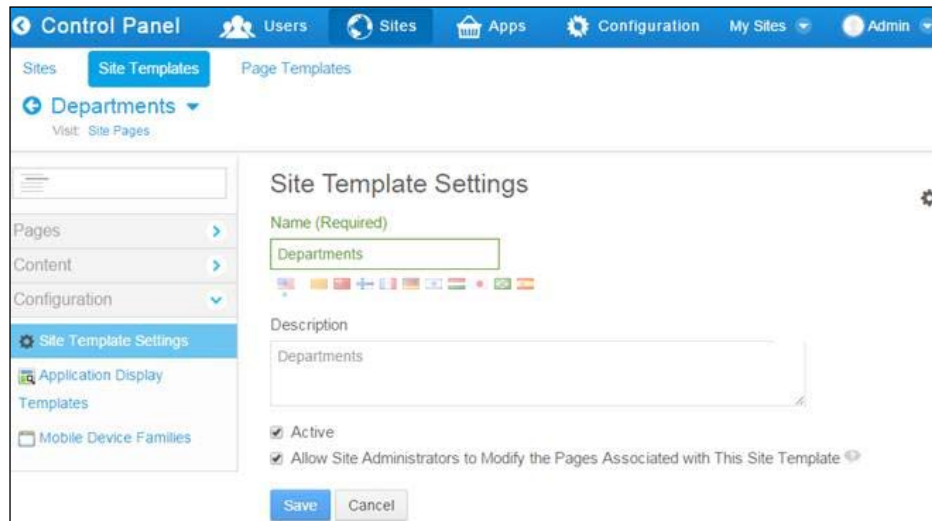 Control Panel Users Sites Apps Configuration My Sites Admin
Sites Site Templates Page Templates
Departments
Visit: Site Pages
Site Template Settings
Pages
Name (Required)
Departments
Content
Configuration
Description
Site Template Settings
Departments
Application Display
Templates
Mobile Device Families
Active
Allow Site Administrators to Modify the Pages Associated with This Site Template
Save Cancel